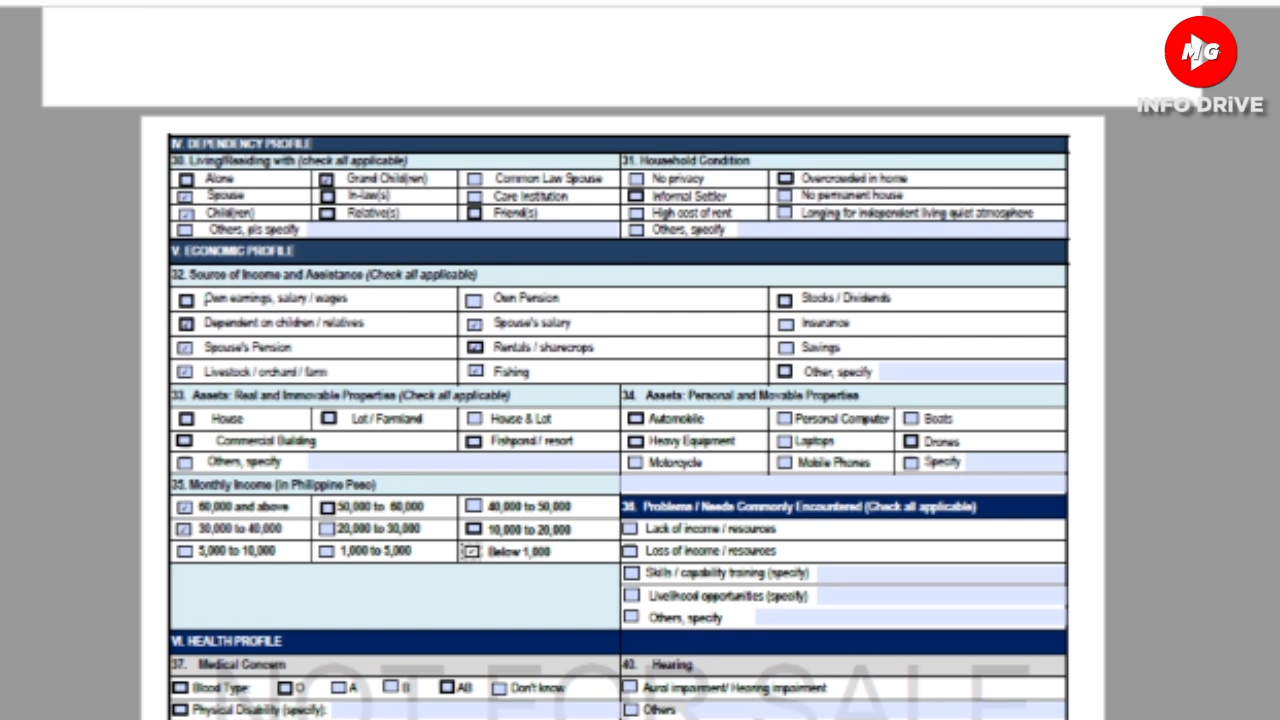 MG
INFO DRiVE
IV. DEPENDENCY PROFILE
30. Living/Residing with (check all applicable)
31. Household Condition
Alone
Grand Child(ren)
Common Law Spouse
No privacy
Overcrowded in home
Spouse
In-law(s)
Care Institution
Informal Settler
No permanent house
Child(ren)
Relative(s)
Friend(s)
High cost of rent
Longing for independent living quiet atmosphere
Others, pls specify
Others, specify
V. ECONOMIC PROFILE
32. Source of Income and Assistance (Check all applicable)
Own earnings, salary / wages
Own Pension
Stocks / Dividends
Dependent on children / relatives
Spouse's salary
Insurance
Spouse's Pension
Rentals / sharecrops
Savings
Livestock / orchard / farm
Fishing
Other, specify
33. Assets: Real and Immovable Properties (Check all applicable)
34. Assets: Personal and Movable Properties
House
Lot / Farmland
House & Lot
Automobile
Personal Computer
Boats
Commercial Building
Fishpond / resort
Heavy Equipment
Laptops
Drones
Others, specify
Motorcycle
Mobile Phones
Specify
35. Monthly Income (in Philippine Peso)
60,000 and above
50,000 to 60,000
40,000 to 50,000
36. Problems / Needs Commonly Encountered (Check all applicable)
30,000 to 40,000
20,000 to 30,000
10,000 to 20,000
Lack of income / resources
5,000 to 10,000
1,000 to 5,000
Below 1,000
Loss of income / resources
Skills / capability training (specify)
Livelihood opportunities (specify)
Others, specify
VI. HEALTH PROFILE
37. Medical Concern
40. Hearing
Blood Type:
O
A
B
AB
Don't know
Aural impairment/ Hearing impairment
Physical Disability (specify):
Others
NOT FOR SALE